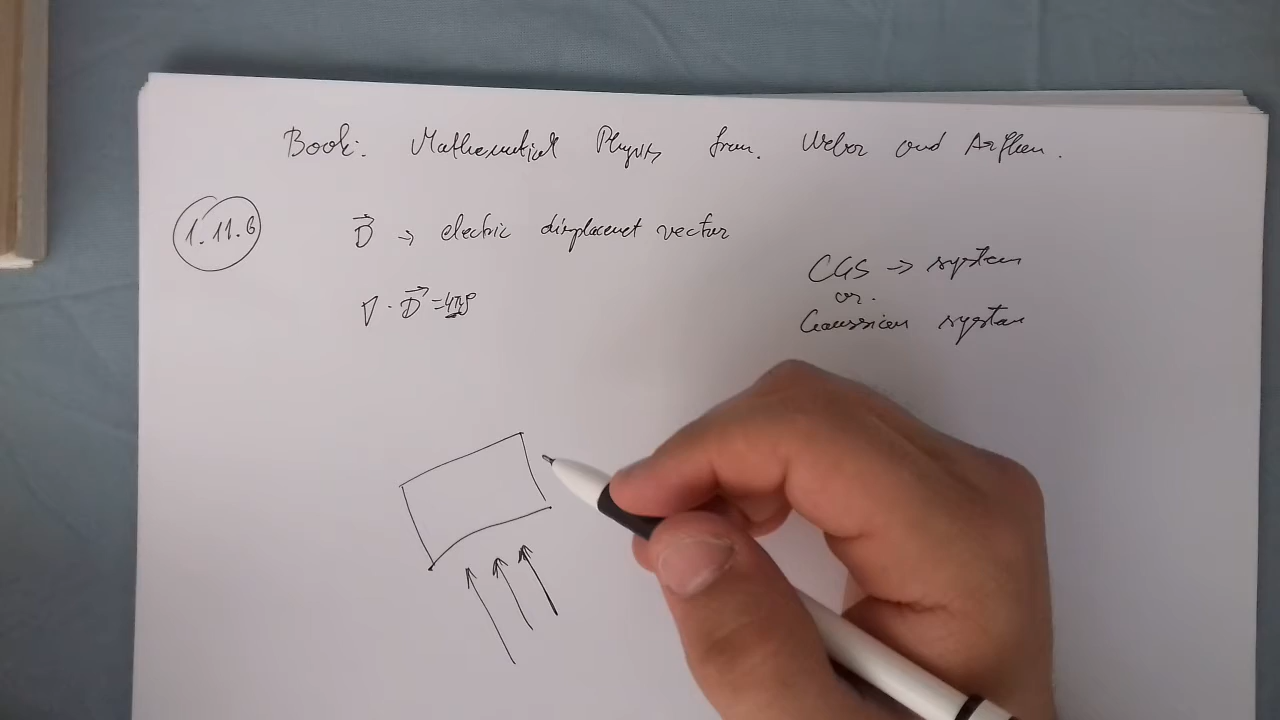 Book: Mathematical Physics from. Weber and Arfken.
1.11.6
D⃗ → electric displacement vector
∇ · D⃗ = 4πρ
CGS → system
or.
Gaussian system